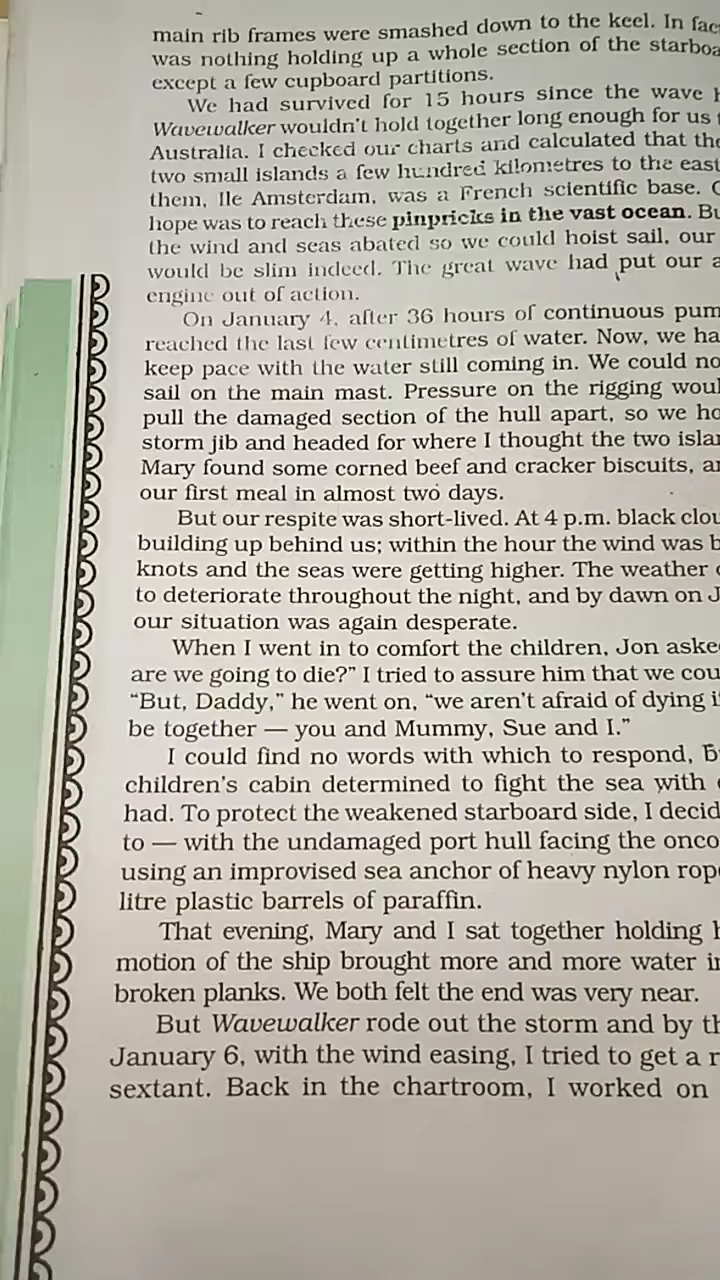 main rib frames were smashed down to the keel. In
was nothing holding up a whole section of the
except a few cupboard partitions.
We had survived for 15 hours since the wave
Wavewalker wouldn't hold together long enough for us
Australia. I checked our charts and calculated that
two small islands a few hundred kilometres to the east
them, Ile Amsterdam, was a French scientific base.
hope was to reach these pinpricks in the vast ocean.
the wind and seas abated so we could hoist sail, our
would be slim indeed. The great wave had put our
engine out of action.
On January 4, after 36 hours of continuous
reached the last few centimetres of water. Now, we
keep pace with the water still coming in. We could
sail on the main mast. Pressure on the rigging
pull the damaged section of the hull apart, so we
storm jib and headed for where I thought the two
Mary found some corned beef and cracker biscuits,
our first meal in almost two days.
But our respite was short-lived. At 4 p.m. black
building up behind us; within the hour the wind was
knots and the seas were getting higher. The weather
to deteriorate throughout the night, and by dawn on
our situation was again desperate.
When I went in to comfort the children, Jon
are we going to die?" I tried to assure him that we
"But, Daddy," he went on, "we aren't afraid of dying
be together — you and Mummy, Sue and I."
I could find no words with which to respond,
children's cabin determined to fight the sea with
had. To protect the weakened starboard side, I
to — with the undamaged port hull facing the
using an improvised sea anchor of heavy nylon
litre plastic barrels of paraffin.
That evening, Mary and I sat together holding
motion of the ship brought more and more water
broken planks. We both felt the end was very near.
But Wavewalker rode out the storm and by
January 6, with the wind easing, I tried to get a
sextant. Back in the chartroom, I worked on